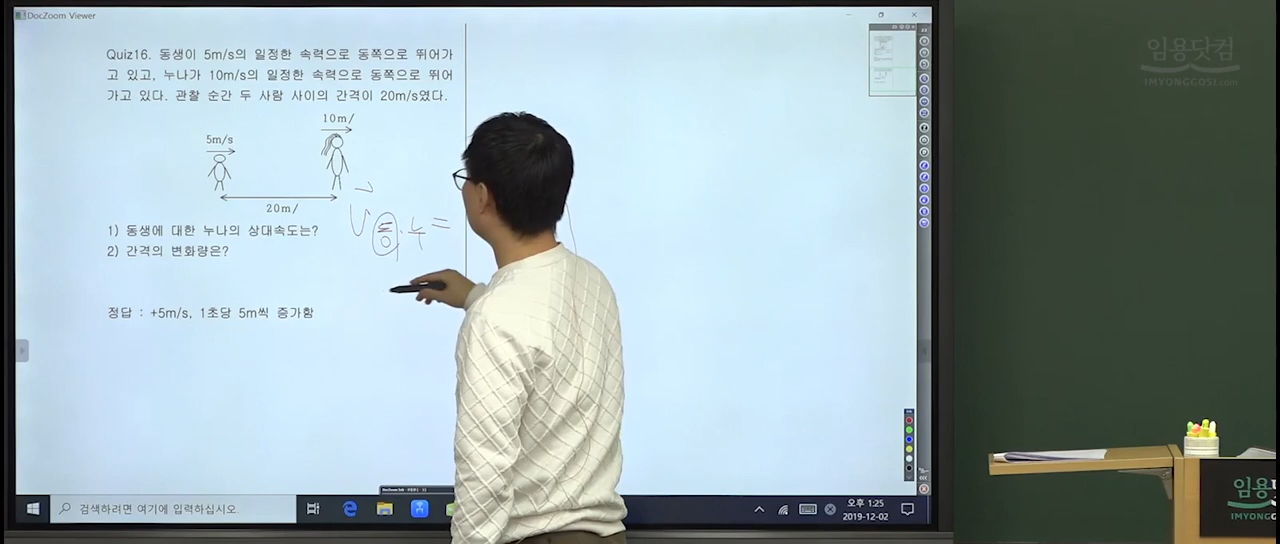 DocZoom Viewer
임용닷컴
IMYONGGOSI.com
Quiz16. 동생이 5m/s의 일정한 속력으로 동쪽으로 뛰어가
고 있고, 누나가 10m/s의 일정한 속력으로 동쪽으로 뛰어
가고 있다. 관찰 순간 두 사람 사이의 간격이 20m/s였다.
10m/
5m/s
20m/
V동.누=
1) 동생에 대한 누나의 상대속도는?
2) 간격의 변화량은?
정답 : +5m/s, 1초당 5m씩 증가함
검색하려면 여기에 입력하십시오.
오후 1:25
2019-12-02
임용
IMYONG